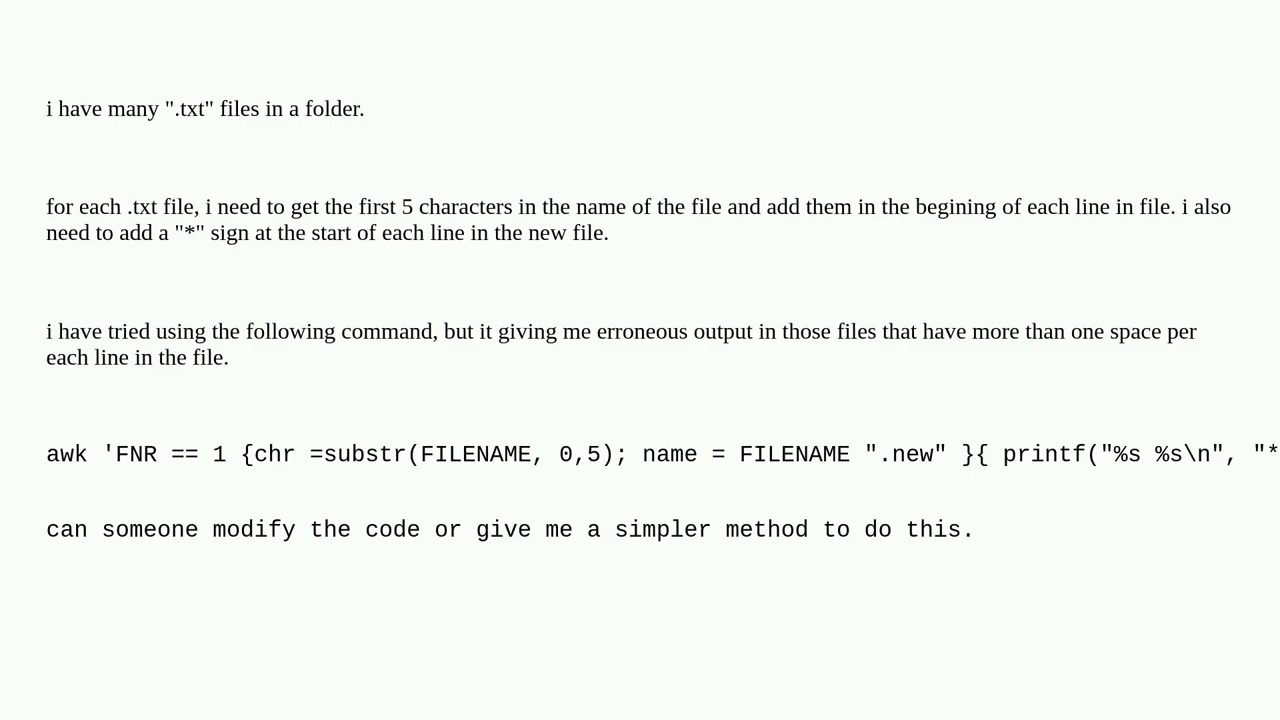 i have many ".txt" files in a folder.
for each .txt file, i need to get the first 5 characters in the name of the file and add them in the begining of each line in file. i also
need to add a "*" sign at the start of each line in the new file.
i have tried using the following command, but it giving me erroneous output in those files that have more than one space per
each line in the file.
awk 'FNR == 1 {chr =substr(FILENAME, 0,5); name = FILENAME ".new" }{ printf("%s %s\n", "*
can someone modify the code or give me a simpler method to do this.